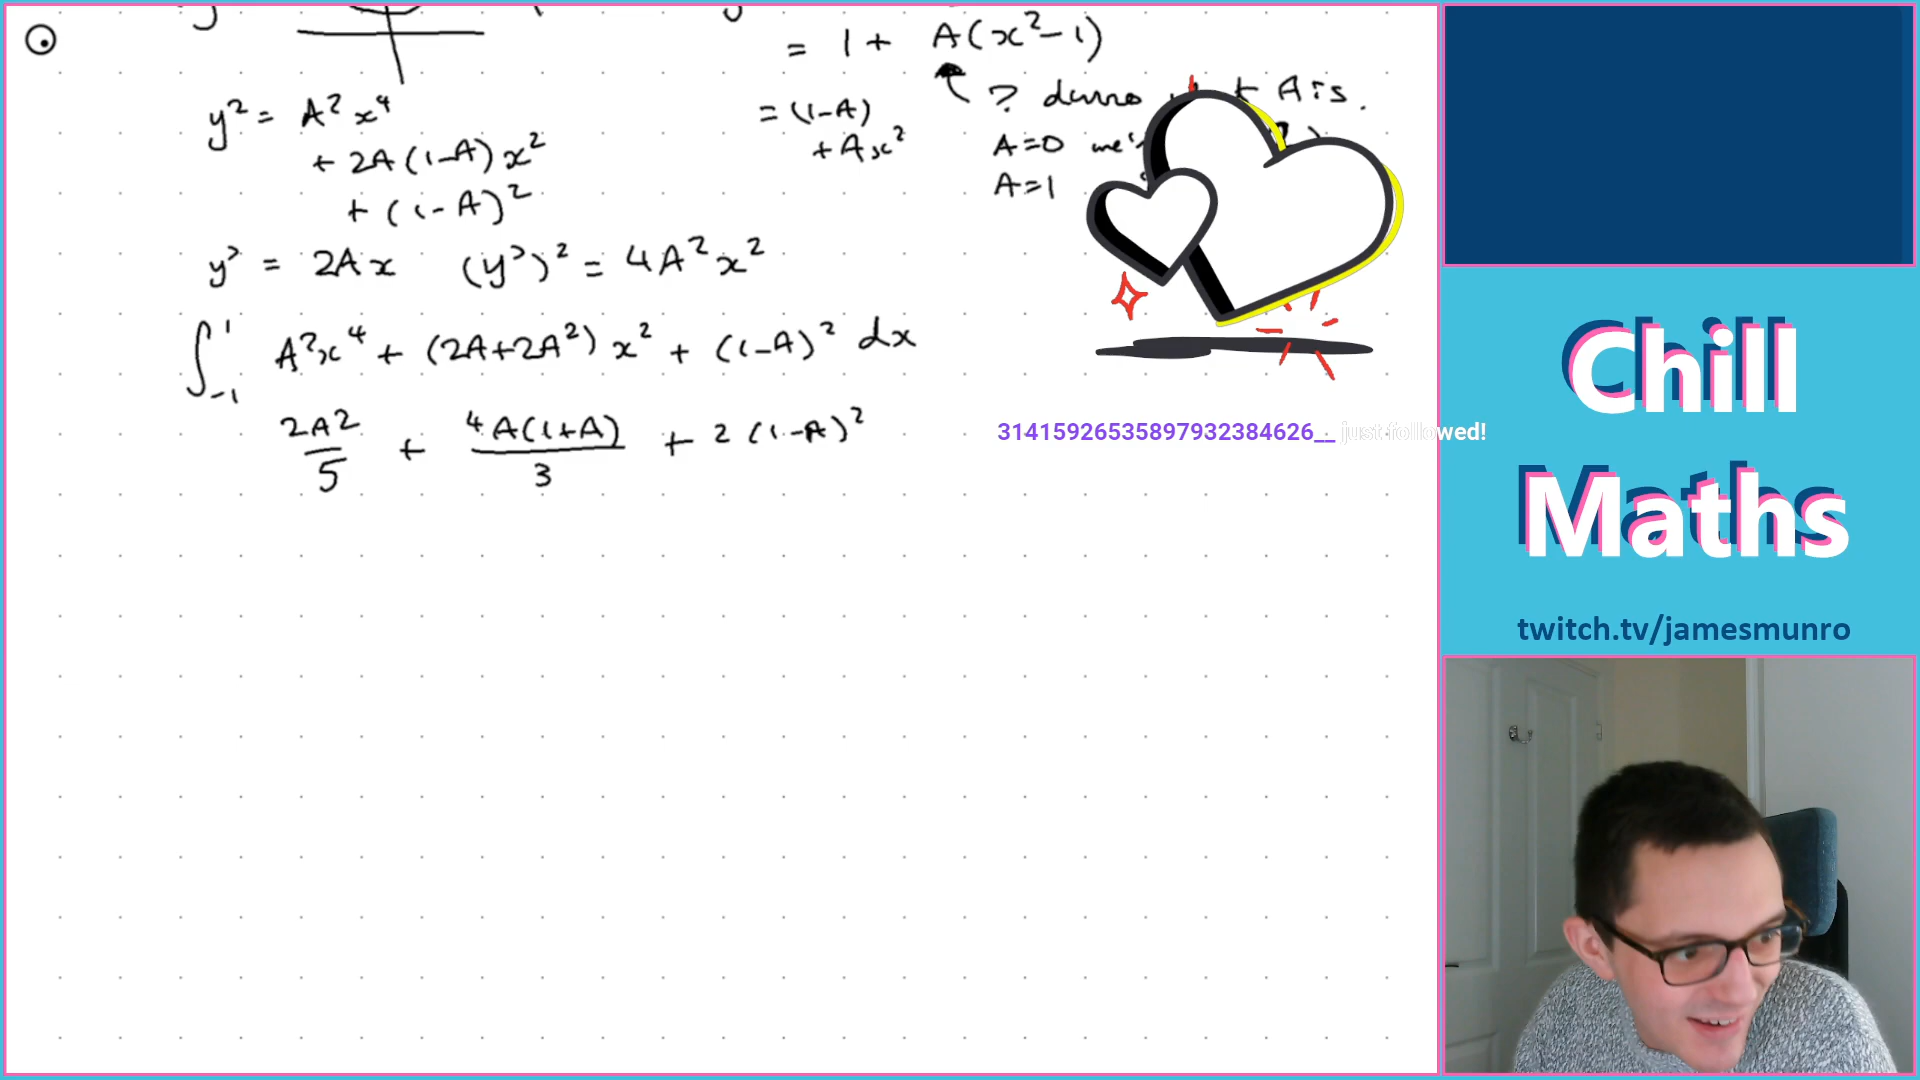 = 1 + A(x²-1)
? dunno A is.
y² = A²x⁴
+ 2A(1-A)x²
+ (1-A)²
= (1-A)
+ Ax²
A=0
A=1
y' = 2Ax (y')² = 4A²x²
∫₋₁¹ A²x⁴ + (2A+2A²)x² + (1-A)² dx
2A²/5 + 4A(1+A)/3 + 2(1-A)²
31415926535897932384626__ just followed!
Chill
Maths
twitch.tv/jamesmunro